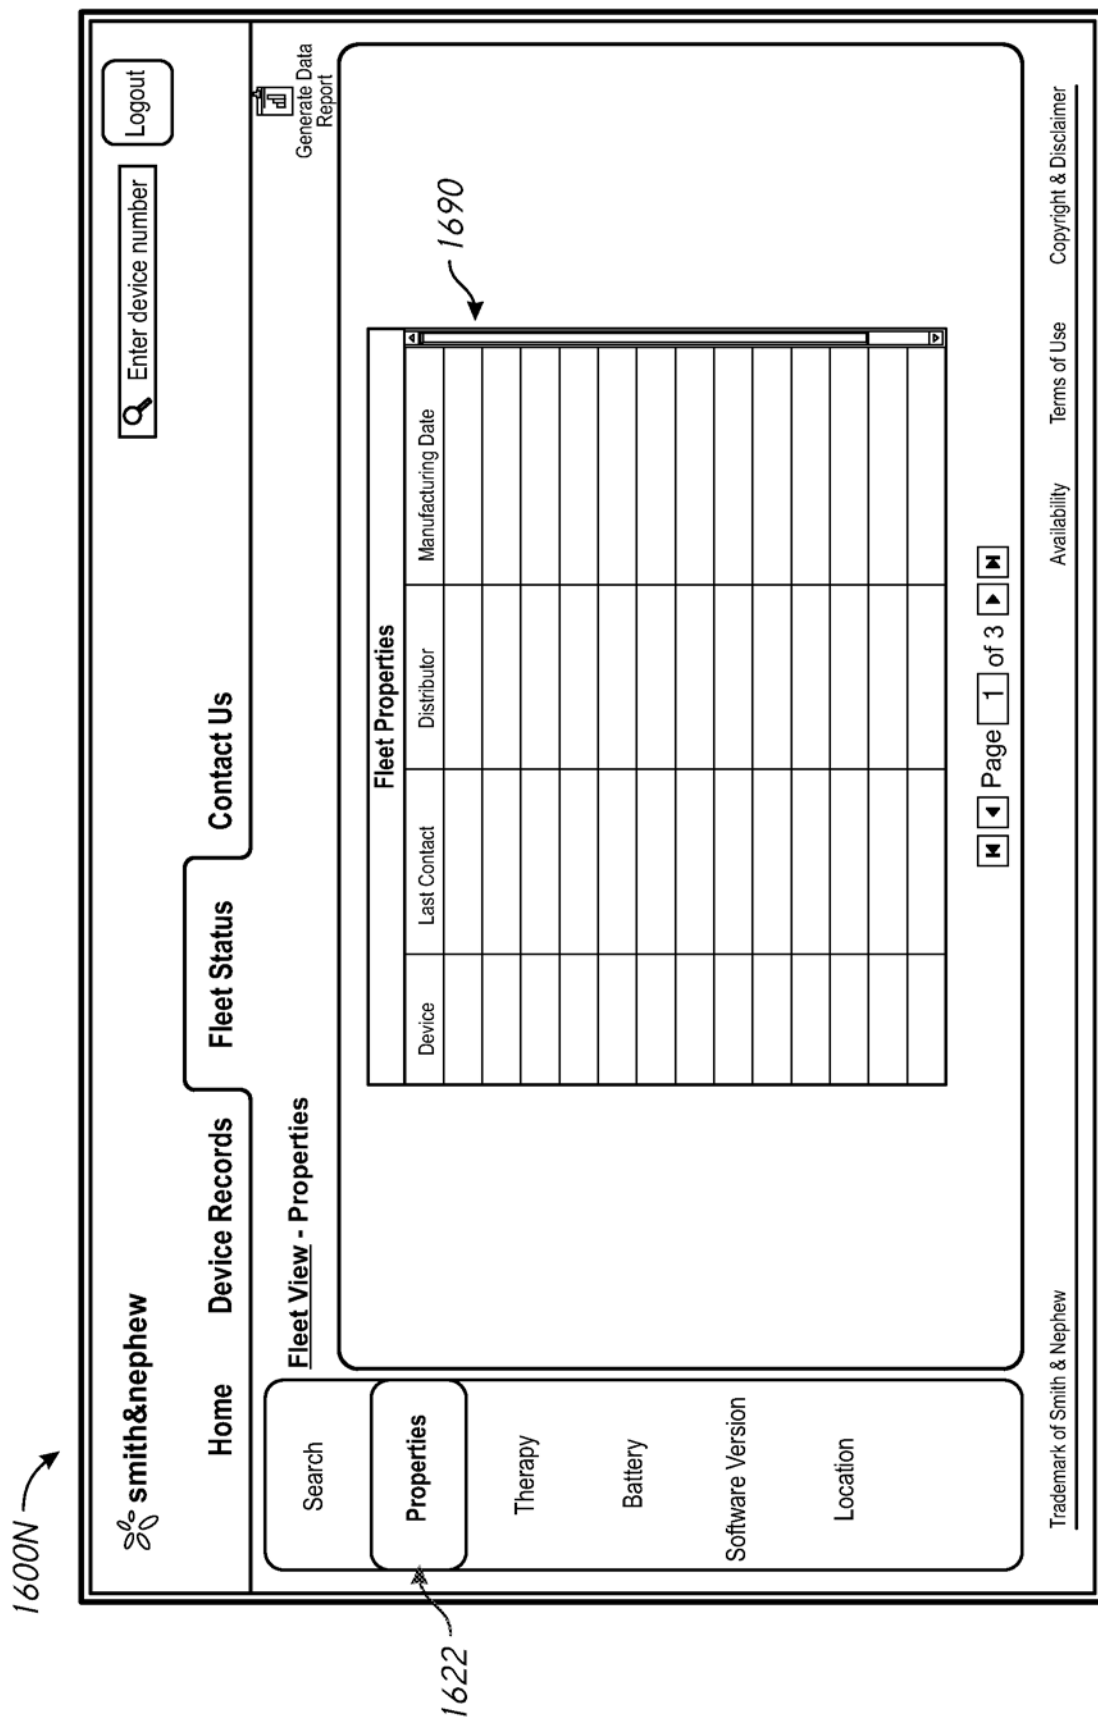 1600N
smith&nephew
Enter device number
Logout
Home
Device Records
Fleet Status
Contact Us
Fleet View - Properties
Generate Data
Report
Search
Properties
Therapy
Battery
Software Version
Location
1622
Fleet Properties
Device
Last Contact
Distributor
Manufacturing Date
1690
Page 1 of 3
Trademark of Smith & Nephew
Availability
Terms of Use
Copyright & Disclaimer